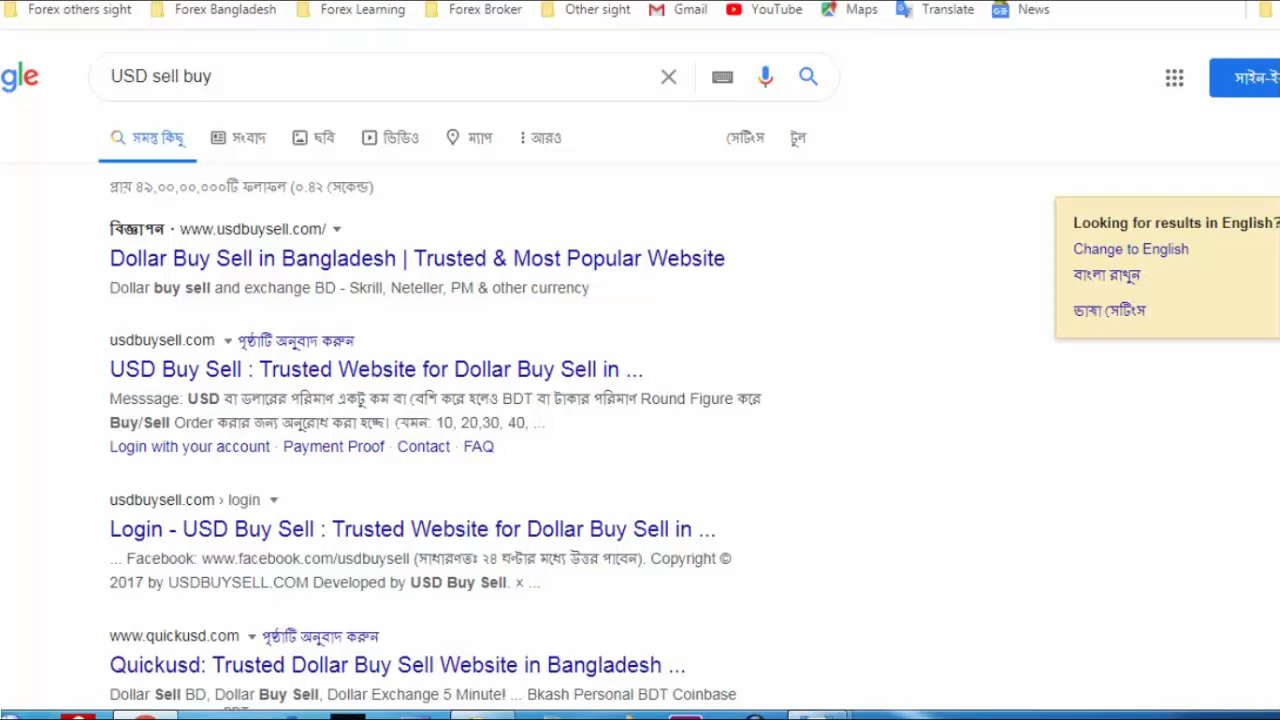 Forex others sight Forex Bangladesh Forex Learning Forex Broker Other sight Gmail YouTube Maps Translate News
gle USD sell buy সাইন-ই
সমস্ত কিছু সংবাদ ছবি ভিডিও ম্যাপ আরও সেটিংস টুল
প্রায় ৪৯,০০,০০,০০০টি ফলাফল (০.৪২ সেকেন্ড)
বিজ্ঞাপন · www.usdbuysell.com/
Dollar Buy Sell in Bangladesh | Trusted & Most Popular Website
Dollar buy sell and exchange BD - Skrill, Neteller, PM & other currency
usdbuysell.com পৃষ্ঠাটি অনুবাদ করুন
USD Buy Sell : Trusted Website for Dollar Buy Sell in ...
Messsage: USD বা ডলারের পরিমাণ একটু কম বা বেশি করে হলেও BDT বা টাকার পরিমাণ Round Figure করে
Buy/Sell Order করার জন্য অনুরোধ করা হচ্ছে। যেমন: 10, 20,30, 40, ...
Login with your account · Payment Proof · Contact · FAQ
usdbuysell.com › login
Login - USD Buy Sell : Trusted Website for Dollar Buy Sell in ...
... Facebook: www.facebook.com/usdbuysell (সাধারণতঃ ২৪ ঘণ্টার মধ্যে উত্তর পাবেন). Copyright ©
2017 by USDBUYSELL.COM Developed by USD Buy Sell. × ...
www.quickusd.com পৃষ্ঠাটি অনুবাদ করুন
Quickusd: Trusted Dollar Buy Sell Website in Bangladesh ...
Dollar Sell BD, Dollar Buy Sell, Dollar Exchange 5 Minute! ... Bkash Personal BDT Coinbase
Looking for results in English?
Change to English
বাংলা রাখুন
ভাষা সেটিংস